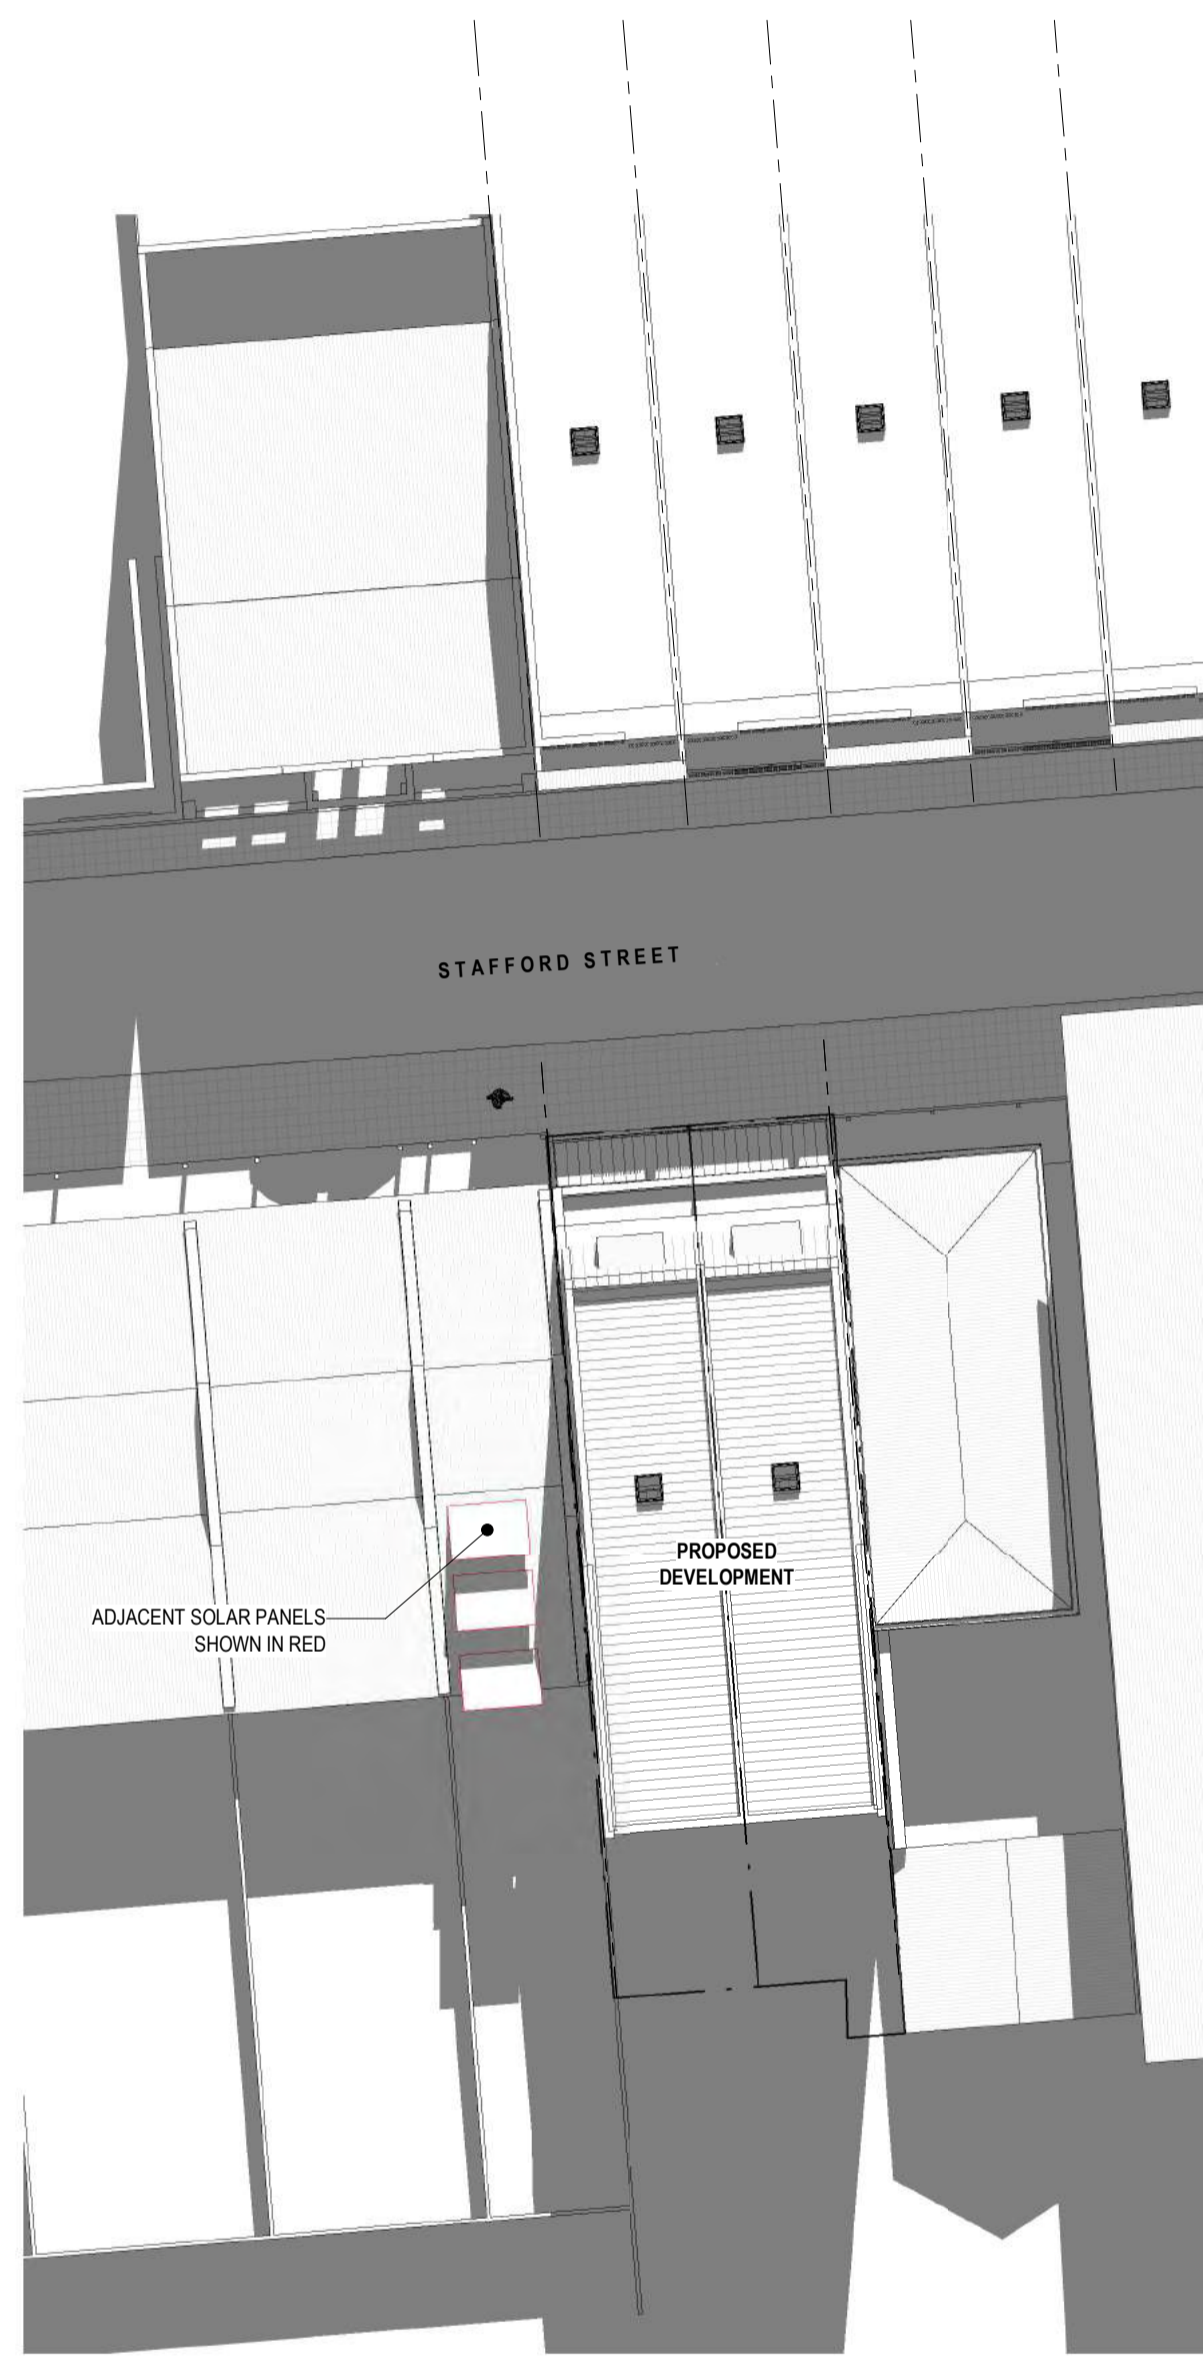 STAFFORD STREET
PROPOSED
DEVELOPMENT
ADJACENT SOLAR PANELS
SHOWN IN RED